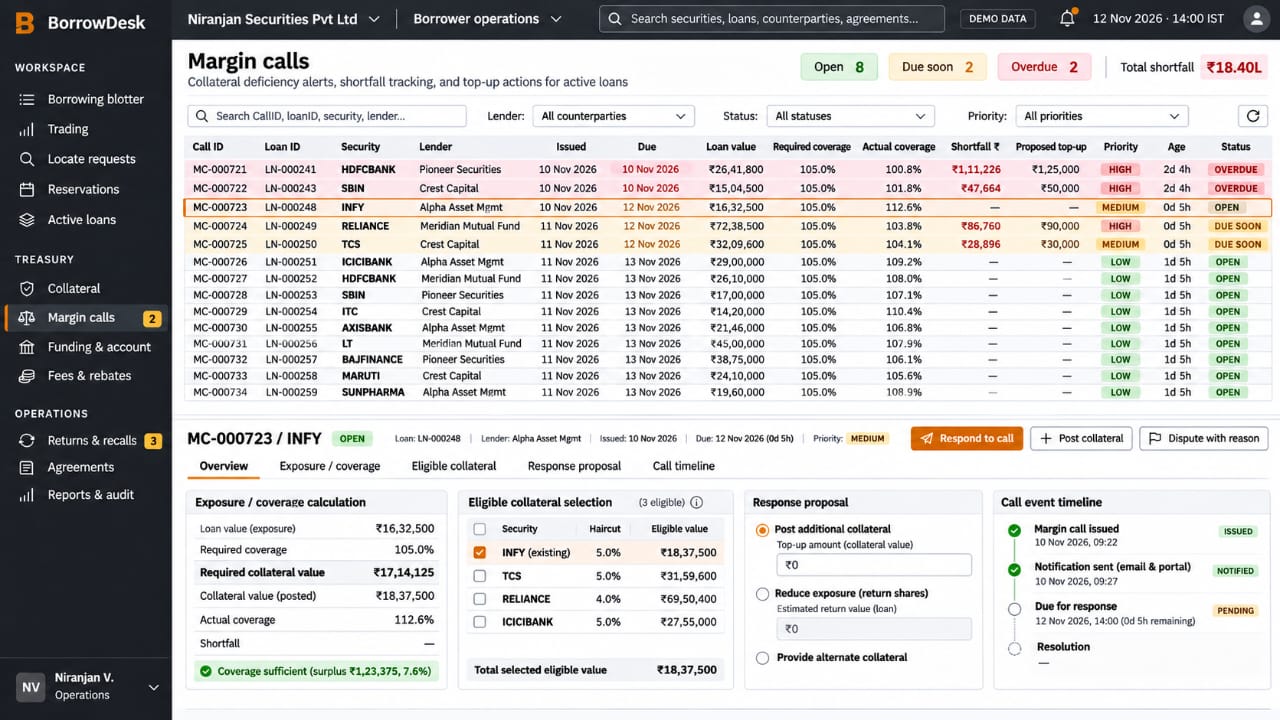 BorrowDesk
Niranjan Securities Pvt Ltd
Borrower operations
Search securities, loans, counterparties, agreements...
DEMO DATA
12 Nov 2026 · 14:00 IST
WORKSPACE
Borrowing blotter
Trading
Locate requests
Reservations
Active loans
TREASURY
Collateral
Margin calls 2
Funding & account
Fees & rebates
OPERATIONS
Returns & recalls 3
Agreements
Reports & audit
NV
Niranjan V.
Operations
Margin calls
Collateral deficiency alerts, shortfall tracking, and top-up actions for active loans
Open 8
Due soon 2
Overdue 2
Total shortfall ₹18.40L
Search CallID, loanID, security, lender...
Lender: All counterparties
Status: All statuses
Priority: All priorities
Call ID Loan ID Security Lender Issued Due Loan value Required coverage Actual coverage Shortfall ₹ Proposed top-up Priority Age Status
MC-000721 LN-000241 HDFCBANK Pioneer Securities 10 Nov 2026 10 Nov 2026 ₹26,41,800 105.0% 100.8% ₹1,11,226 ₹1,25,000 HIGH 2d 4h OVERDUE
MC-000722 LN-000243 SBIN Crest Capital 10 Nov 2026 10 Nov 2026 ₹15,04,500 105.0% 101.8% ₹47,664 ₹50,000 HIGH 2d 4h OVERDUE
MC-000723 LN-000248 INFY Alpha Asset Mgmt 10 Nov 2026 12 Nov 2026 ₹16,32,500 105.0% 112.6% — — MEDIUM 0d 5h OPEN
MC-000724 LN-000249 RELIANCE Meridian Mutual Fund 11 Nov 2026 12 Nov 2026 ₹72,38,500 105.0% 103.8% ₹86,760 ₹90,000 HIGH 0d 5h DUE SOON
MC-000725 LN-000250 TCS Crest Capital 11 Nov 2026 12 Nov 2026 ₹32,09,600 105.0% 104.1% ₹28,896 ₹30,000 MEDIUM 0d 5h DUE SOON
MC-000726 LN-000251 ICICIBANK Alpha Asset Mgmt 11 Nov 2026 13 Nov 2026 ₹29,00,000 105.0% 109.2% — — LOW 1d 5h OPEN
MC-000727 LN-000252 HDFCBANK Meridian Mutual Fund 11 Nov 2026 13 Nov 2026 ₹26,10,000 105.0% 108.0% — — LOW 1d 5h OPEN
MC-000728 LN-000253 SBIN Pioneer Securities 11 Nov 2026 13 Nov 2026 ₹17,00,000 105.0% 107.1% — — LOW 1d 5h OPEN
MC-000729 LN-000254 ITC Crest Capital 11 Nov 2026 13 Nov 2026 ₹14,20,000 105.0% 110.4% — — LOW 1d 5h OPEN
MC-000730 LN-000255 AXISBANK Alpha Asset Mgmt 11 Nov 2026 13 Nov 2026 ₹21,46,000 105.0% 106.8% — — LOW 1d 5h OPEN
MC-000731 LN-000256 LT Meridian Mutual Fund 11 Nov 2026 13 Nov 2026 ₹45,00,000 105.0% 107.9% — — LOW 1d 5h OPEN
MC-000732 LN-000257 BAJFINANCE Pioneer Securities 11 Nov 2026 13 Nov 2026 ₹38,75,000 105.0% 106.1% — — LOW 1d 5h OPEN
MC-000733 LN-000258 MARUTI Crest Capital 11 Nov 2026 13 Nov 2026 ₹24,10,000 105.0% 105.6% — — LOW 1d 5h OPEN
MC-000734 LN-000259 SUNPHARMA Alpha Asset Mgmt 11 Nov 2026 13 Nov 2026 ₹19,60,000 105.0% 108.9% — — LOW 1d 5h OPEN
MC-000723 / INFY OPEN Loan: LN-000248 | Lender: Alpha Asset Mgmt | Issued: 10 Nov 2026 | Due: 12 Nov 2026 (0d 5h) | Priority: MEDIUM
Respond to call
Post collateral
Dispute with reason
Overview Exposure / coverage Eligible collateral Response proposal Call timeline
Exposure / coverage calculation
Loan value (exposure) ₹16,32,500
Required coverage 105.0%
Required collateral value ₹17,14,125
Collateral value (posted) ₹18,37,500
Actual coverage 112.6%
Shortfall —
Coverage sufficient (surplus ₹1,23,375, 7.6%)
Eligible collateral selection (3 eligible)
Security Haircut Eligible value
INFY (existing) 5.0% ₹18,37,500
TCS 5.0% ₹31,59,600
RELIANCE 4.0% ₹69,50,400
ICICIBANK 5.0% ₹27,55,000
Total selected eligible value ₹18,37,500
Response proposal
Post additional collateral
Top-up amount (collateral value)
₹0
Reduce exposure (return shares)
Estimated return value (loan)
₹0
Provide alternate collateral
Call event timeline
Margin call issued ISSUED
10 Nov 2026, 09:22
Notification sent (email & portal) NOTIFIED
10 Nov 2026, 09:27
Due for response PENDING
12 Nov 2026, 14:00 (0d 5h remaining)
Resolution
—